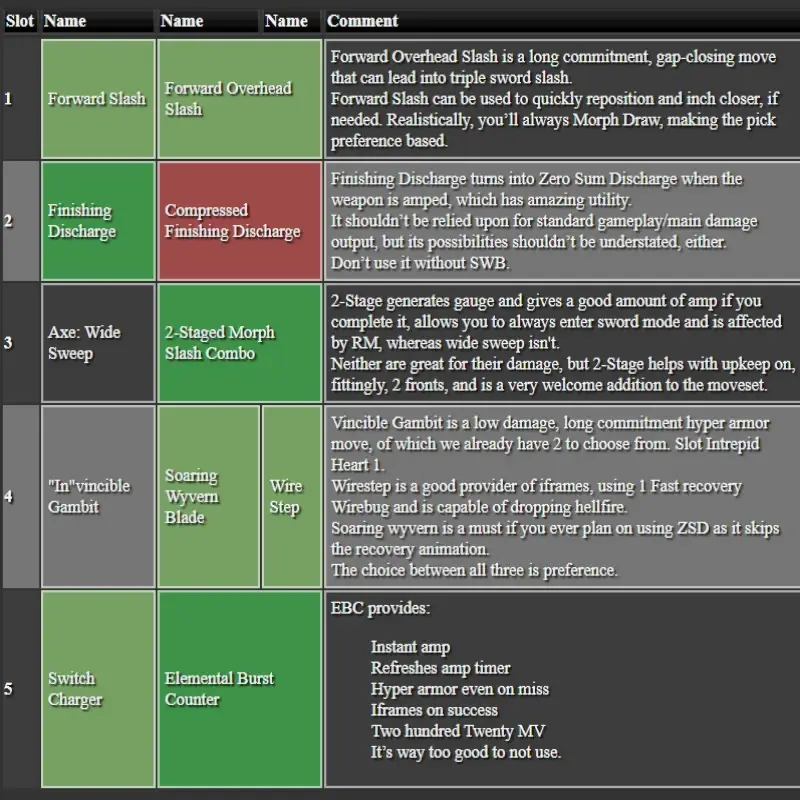 Slot Name Name Name Comment
1
Forward Slash
Forward Overhead
Slash
Forward Overhead Slash is a long commitment, gap-closing move
that can lead into triple sword slash.
Forward Slash can be used to quickly reposition and inch closer, if
needed. Realistically, you’ll always Morph Draw, making the pick
preference based.
2
Finishing
Discharge
Compressed
Finishing Discharge
Finishing Discharge turns into Zero Sum Discharge when the
weapon is amped, which has amazing utility.
It shouldn’t be relied upon for standard gameplay/main damage
output, but its possibilities shouldn’t be understated, either.
Don’t use it without SWB.
3
Axe: Wide
Sweep
2-Staged Morph
Slash Combo
2-Stage generates gauge and gives a good amount of amp if you
complete it, allows you to always enter sword mode and is affected
by RM, whereas wide sweep isn't.
Neither are great for their damage, but 2-Stage helps with upkeep on,
fittingly, 2 fronts, and is a very welcome addition to the moveset.
4
"In"vincible
Gambit
Soaring
Wyvern
Blade
Wire
Step
Vincible Gambit is a low damage, long commitment hyper armor
move, of which we already have 2 to choose from. Slot Intrepid
Heart 1.
Wirestep is a good provider of iframes, using 1 Fast recovery
Wirebug and is capable of dropping hellfire.
Soaring wyvern is a must if you ever plan on using ZSD as it skips
the recovery animation.
The choice between all three is preference.
5
Switch
Charger
Elemental Burst
Counter
EBC provides:
Instant amp
Refreshes amp timer
Hyper armor even on miss
Iframes on success
Two hundred Twenty MV
It’s way too good to not use.